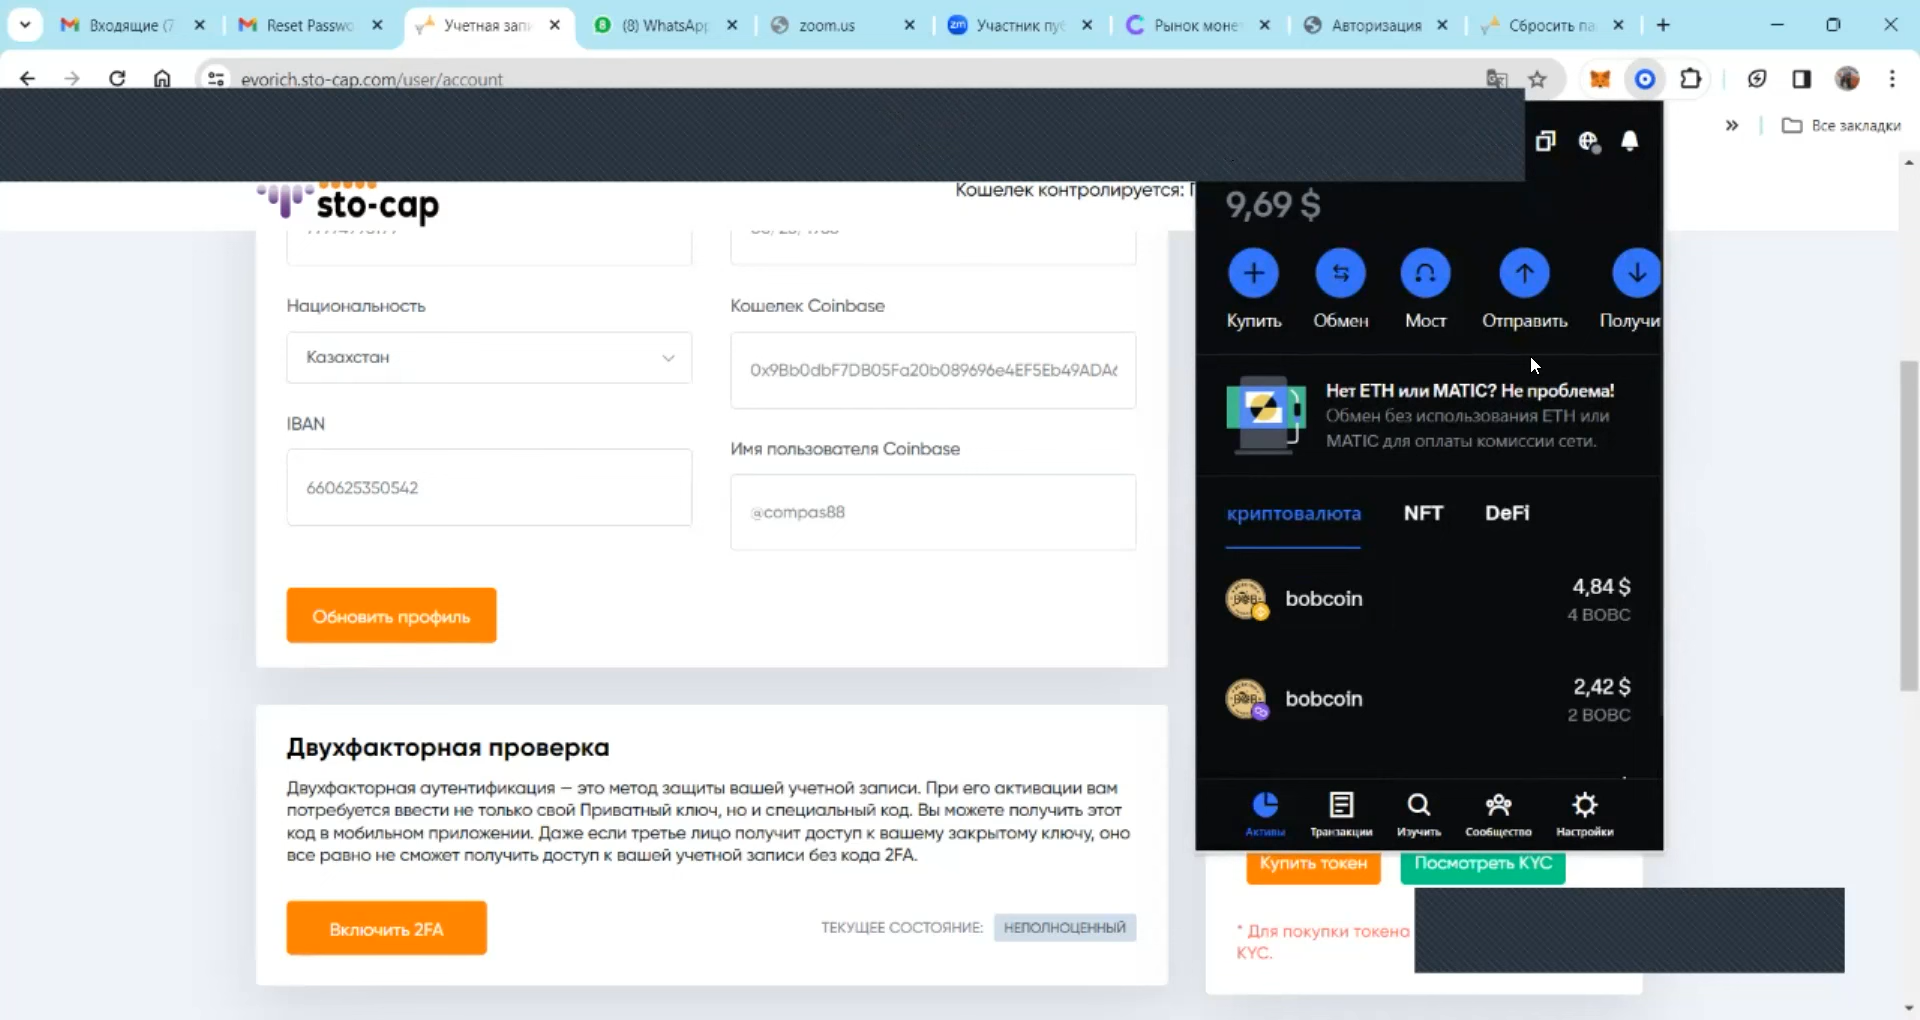 Входящие (7
Reset Passwo
Учетная запи
(8) WhatsApp
zoom.us
zm
Участник пуб
Рынок монет
Авторизация
Сбросить па
evorich.sto-cap.com/user/account
Все закладки
sto-cap
Кошелек контролируется:
9,69 $
Купить
Обмен
Мост
Отправить
Получи
Национальность
Казахстан
Кошелек Coinbase
0x9Bb0dbF7DB05Fa20b089696e4EF5Eb49ADA
IBAN
660625350542
Имя пользователя Coinbase
@compas88
Обновить профиль
Нет ETH или MATIC? Не проблема!
Обмен без использования ETH или
MATIC для оплаты комиссии сети.
криптовалюта
NFT
DeFi
bobcoin
4,84 $
4 BOBC
bobcoin
2,42 $
2 BOBC
Активы
Транзакции
Изучить
Сообщество
Настройки
Двухфакторная проверка
Двухфакторная аутентификация — это метод защиты вашей учетной записи. При его активации вам
потребуется ввести не только свой Приватный ключ, но и специальный код. Вы можете получить этот
код в мобильном приложении. Даже если третье лицо получит доступ к вашему закрытому ключу, оно
все равно не сможет получить доступ к вашей учетной записи без кода 2FA.
Включить 2FA
ТЕКУЩЕЕ СОСТОЯНИЕ:
НЕПОЛНОЦЕННЫЙ
Купить токен
Посмотреть KYC
* Для покупки токена
KYC.